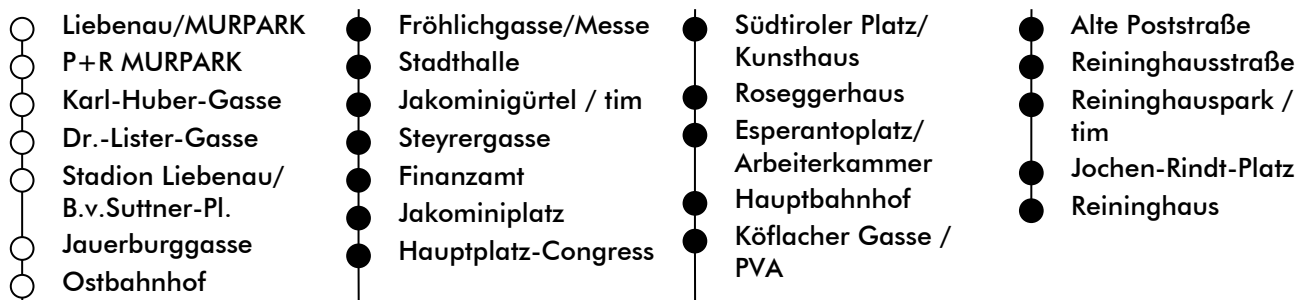 Liebenau/MURPARK
P+R MURPARK
Karl-Huber-Gasse
Dr.-Lister-Gasse
Stadion Liebenau/
B.v.Suttner-Pl.
Jauerburggasse
Ostbahnhof
Fröhlichgasse/Messe
Stadthalle
Jakominigürtel / tim
Steyrergasse
Finanzamt
Jakominiplatz
Hauptplatz-Congress
Südtiroler Platz/
Kunsthaus
Roseggerhaus
Esperantoplatz/
Arbeiterkammer
Hauptbahnhof
Köflacher Gasse /
PVA
Alte Poststraße
Reininghausstraße
Reininghauspark /
tim
Jochen-Rindt-Platz
Reininghaus